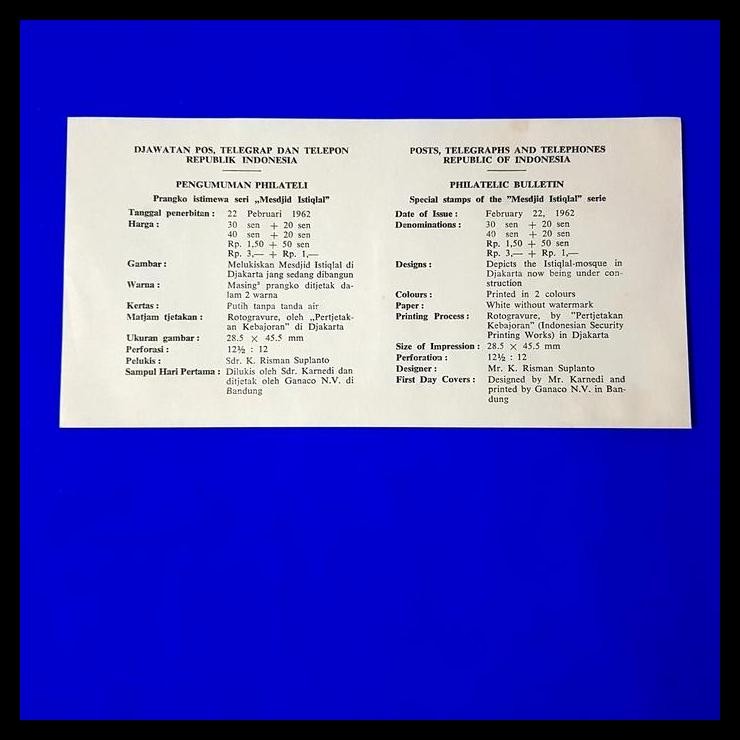 DJAWATAN POS, TELEGRAP DAN TELEPON
REPUBLIK INDONESIA
PENGUMUMAN PHILATELI
Prangko istimewa seri „Mesdjid Istiqlal”
Tanggal penerbitan : 22 Pebruari 1962
Harga : 30 sen + 20 sen
40 sen + 20 sen
Rp. 1,50 + 50 sen
Rp. 3,— + Rp. 1,—
Gambar : Melukiskan Mesdjid Istiqlal di
Djakarta jang sedang dibangun
Warna : Masing² prangko ditjetak da-
lam 2 warna
Kertas : Putih tanpa tanda air
Matjam tjetakan : Rotogravure, oleh „Pertjetak-
an Kebajoran” di Djakarta
Ukuran gambar : 28.5 × 45.5 mm
Perforasi : 12½ : 12
Pelukis : Sdr. K. Risman Suplanto
Sampul Hari Pertama : Dilukis oleh Sdr. Karnedi dan
ditjetak oleh Ganaco N.V. di
Bandung
POSTS, TELEGRAPHS AND TELEPHONES
REPUBLIC OF INDONESIA
PHILATELIC BULLETIN
Special stamps of the ”Mesdjid Istiqlal” serie
Date of Issue : February 22, 1962
Denominations : 30 sen + 20 sen
40 sen + 20 sen
Rp. 1,50 + 50 sen
Rp. 3,— + Rp. 1,—
Designs : Depicts the Istiqlal-mosque in
Djakarta now being under con-
struction
Colours : Printed in 2 colours
Paper : White without watermark
Printing Process : Rotogravure, by ”Pertjetakan
Kebajoran” (Indonesian Security
Printing Works) in Djakarta
Size of Impression : 28.5 × 45.5 mm
Perforation : 12½ : 12
Designer : Mr. K. Risman Suplanto
First Day Covers : Designed by Mr. Karnedi and
printed by Ganaco N.V. in Ban-
dung